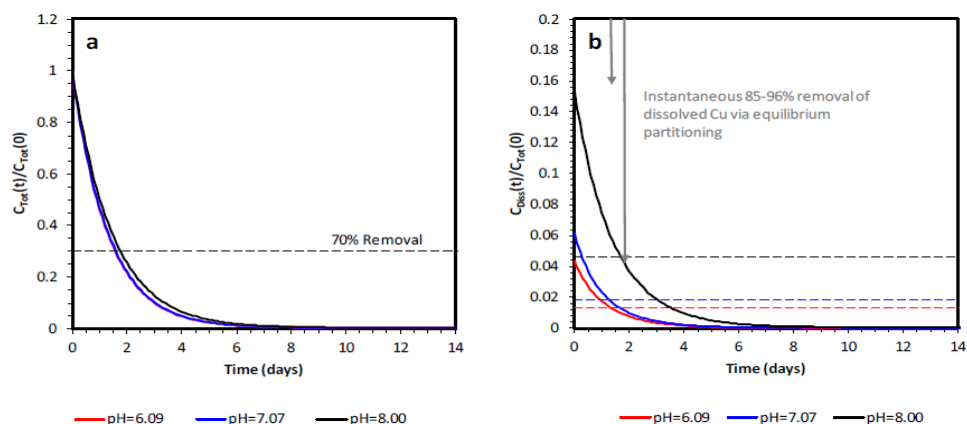 a
1.2
1
0.8
0.6
0.4
0.2
0
C_Tot(t)/C_Tot(0)
70% Removal
0 2 4 6 8 10 12 14
Time (days)
pH=6.09 pH=7.07 pH=8.00
b
0.2
0.18
0.16
0.14
0.12
0.1
0.08
0.06
0.04
0.02
0
C_Diss(t)/C_Tot(0)
Instantaneous 85-96% removal of
dissolved Cu via equilibrium
partitioning
0 2 4 6 8 10 12 14
Time (days)
pH=6.09 pH=7.07 pH=8.00